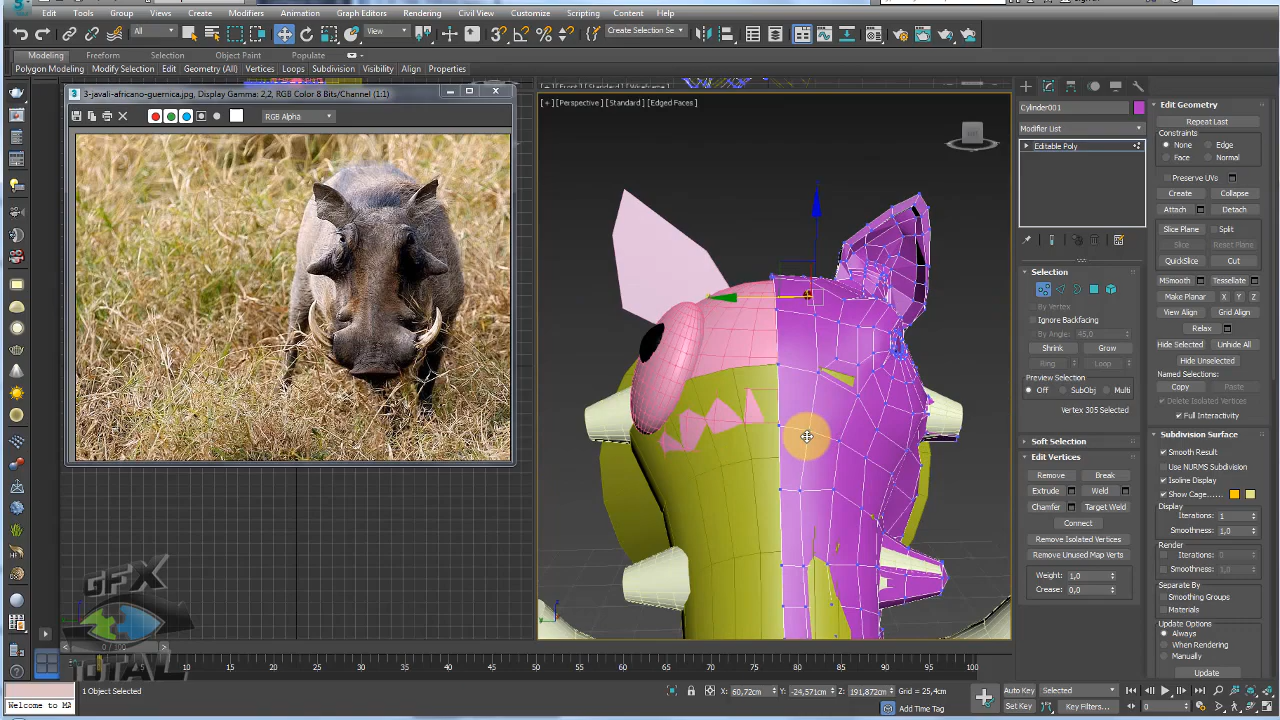 Edit Tools Group Views Create Modifiers Animation Graph Editors Rendering Civil View Customize Scripting Content Help
All View Create Selection Se
Modeling Freeform Selection Object Paint Populate
Polygon Modeling Modify Selection Edit Geometry (All) Vertices Loops Subdivision Visibility Align Properties
3 3-javali-africano-guernica.jpg, Display Gamma: 2,2, RGB Color 8 Bits/Channel (1:1)
RGB Alpha
[+] [Perspective] [Standard] [Edged Faces]
Cylinder001
Modifier List
Editable Poly
Selection
By Vertex
Ignore Backfacing
By Angle: 45,0
Shrink Grow
Ring Loop
Preview Selection
Off SubObj Multi
Vertex 305 Selected
Soft Selection
Edit Vertices
Remove Break
Extrude Weld
Chamfer Target Weld
Connect
Remove Isolated Vertices
Remove Unused Map Verts
Weight: 1,0
Crease: 0,0
Edit Geometry
Repeat Last
Constraints
None Edge
Face Normal
Preserve UVs
Create Collapse
Attach Detach
Slice Plane Split
Slice Reset Plane
QuickSlice Cut
MSmooth Tessellate
Make Planar X Y Z
View Align Grid Align
Relax
Hide Selected Unhide All
Hide Unselected
Named Selections:
Copy Paste
Delete Isolated Vertices
Full Interactivity
Subdivision Surface
Smooth Result
Use NURMS Subdivision
Isoline Display
Show Cage......
Display
Iterations: 1
Smoothness: 1,0
Render
Iterations: 0
Smoothness: 1,0
Separate By
Smoothing Groups
Materials
Update Options
Always
When Rendering
Manually
Update
GFX
TOTAL
0 / 100
10 15 20 25 30 35 40 45 50 55 60 65 70 75 80 85 90 95 100
1 Object Selected
Welcome to MA
X: 60,72cm Y: -24,571cm Z: 191,872cm Grid = 25,4cm
Add Time Tag
Auto Key Selected
Set Key Key Filters...
0